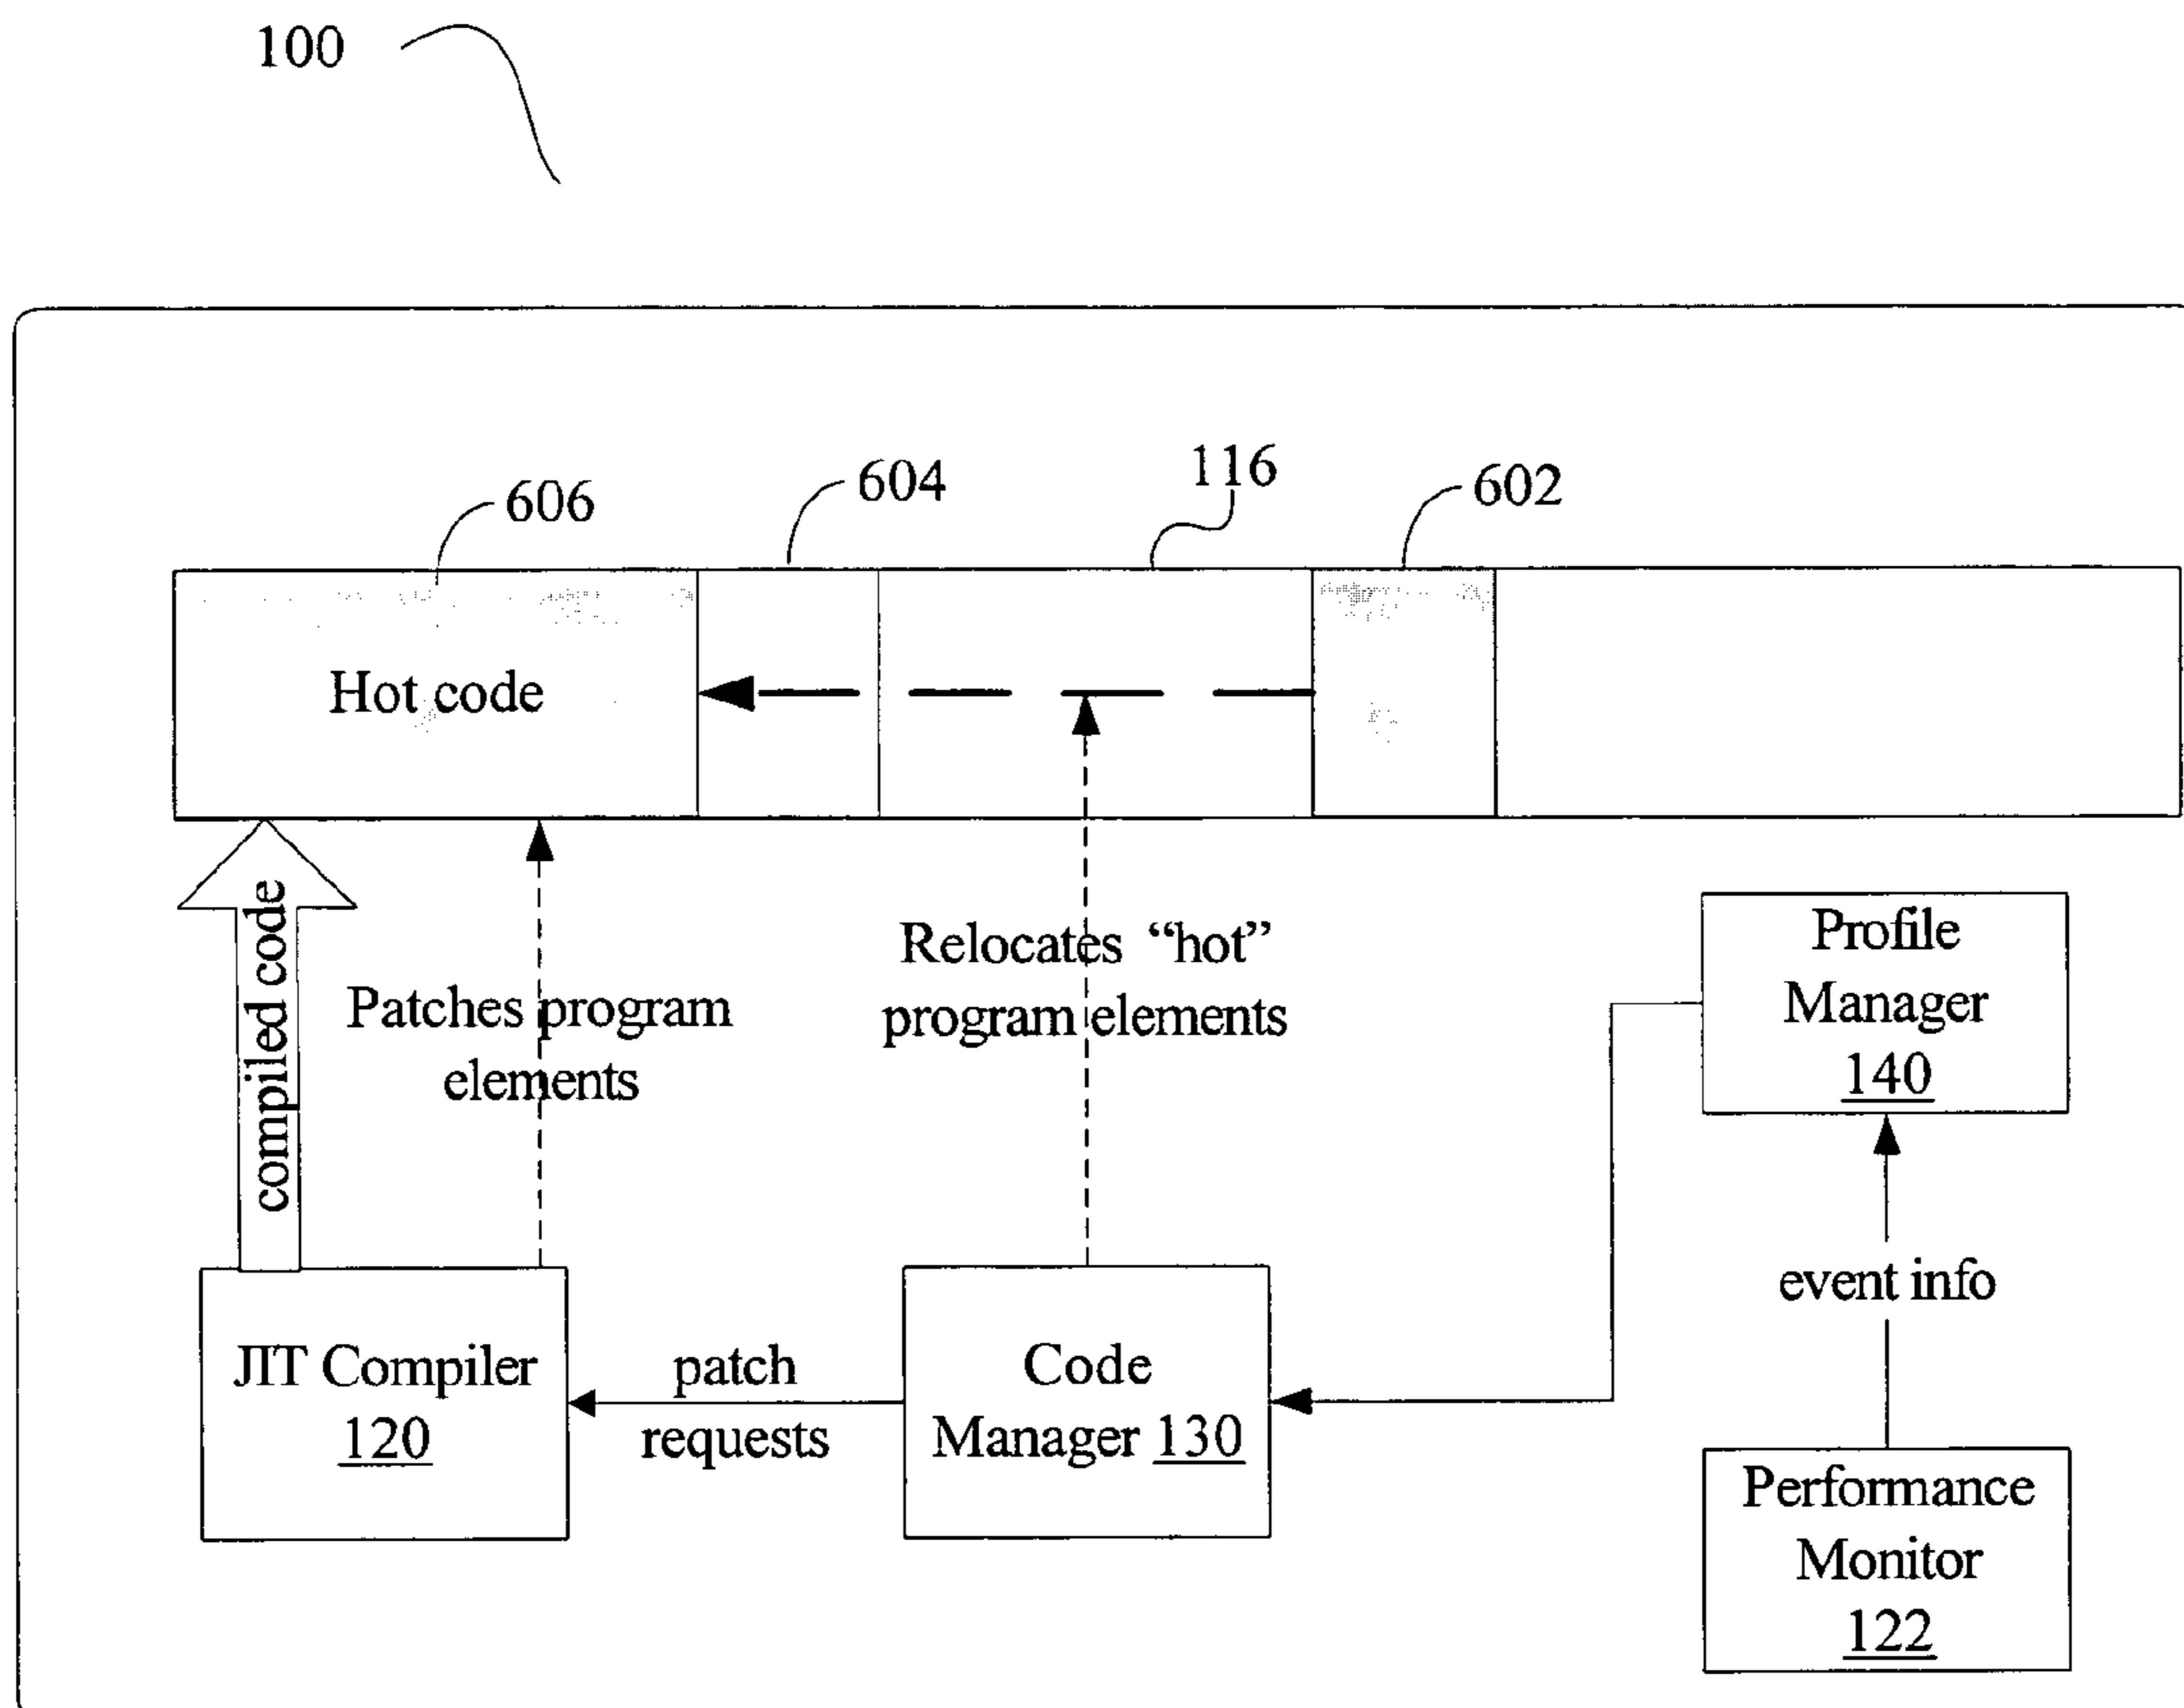 100
606
604
116
602
Hot code
compiled code
Patches program
elements
Relocates “hot”
program elements
Profile
Manager
140
event info
JIT Compiler
120
patch
requests
Code
Manager 130
Performance
Monitor
122